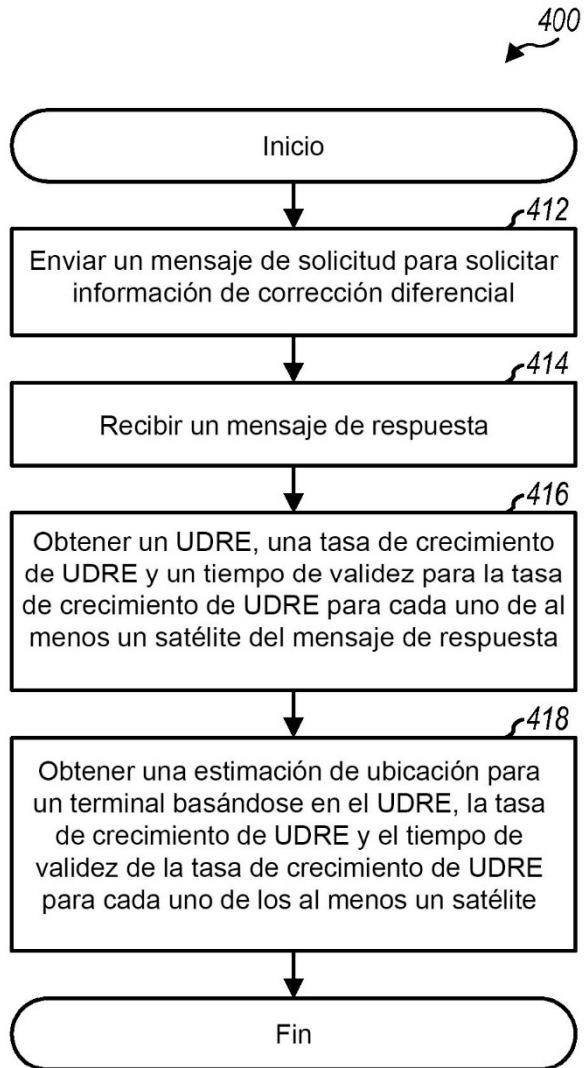 400
Inicio
412
Enviar un mensaje de solicitud para solicitar
información de corrección diferencial
414
Recibir un mensaje de respuesta
416
Obtener un UDRE, una tasa de crecimiento
de UDRE y un tiempo de validez para la tasa
de crecimiento de UDRE para cada uno de al
menos un satélite del mensaje de respuesta
418
Obtener una estimación de ubicación para
un terminal basándose en el UDRE, la tasa
de crecimiento de UDRE y el tiempo de
validez de la tasa de crecimiento de UDRE
para cada uno de los al menos un satélite
Fin